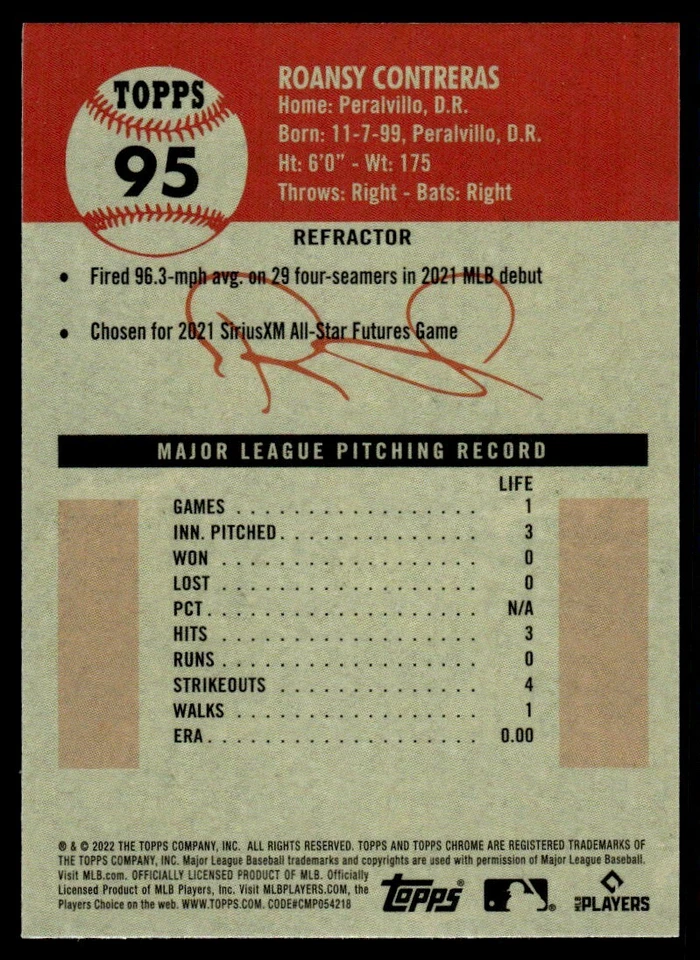 TOPPS
95
ROANSY CONTRERAS
Home: Peralvillo, D.R.
Born: 11-7-99, Peralvillo, D.R.
Ht: 6'0" - Wt: 175
Throws: Right - Bats: Right
REFRACTOR
• Fired 96.3-mph avg. on 29 four-seamers in 2021 MLB debut
• Chosen for 2021 SiriusXM All-Star Futures Game
MAJOR LEAGUE PITCHING RECORD
LIFE
GAMES . . . . . . . . . . . . . . . . . . . . 1
INN. PITCHED. . . . . . . . . . . . . . . . . 3
WON . . . . . . . . . . . . . . . . . . . . . 0
LOST . . . . . . . . . . . . . . . . . . . . . 0
PCT. . . . . . . . . . . . . . . . . . . . . . N/A
HITS . . . . . . . . . . . . . . . . . . . . . 3
RUNS . . . . . . . . . . . . . . . . . . . . . 0
STRIKEOUTS . . . . . . . . . . . . . . . . . 4
WALKS . . . . . . . . . . . . . . . . . . . . 1
ERA. . . . . . . . . . . . . . . . . . . . . . 0.00
® & © 2022 THE TOPPS COMPANY, INC. ALL RIGHTS RESERVED. TOPPS AND TOPPS CHROME ARE REGISTERED TRADEMARKS OF
THE TOPPS COMPANY, INC. Major League Baseball trademarks and copyrights are used with permission of Major League Baseball.
Visit MLB.com. OFFICIALLY LICENSED PRODUCT OF MLB. Officially
Licensed Product of MLB Players, Inc. Visit MLBPLAYERS.COM, the
Players Choice on the web. WWW.TOPPS.COM. CODE#CMP054218
Topps®
MLB PLAYERS